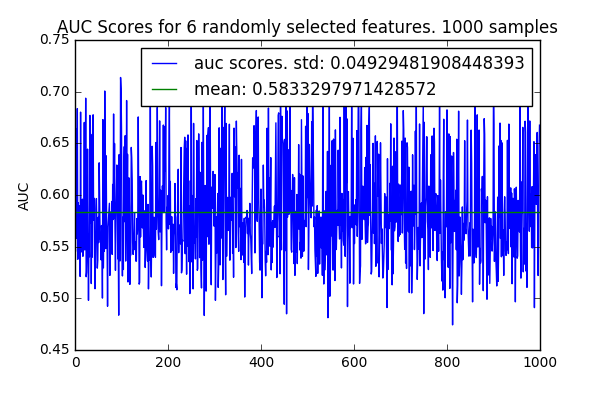 AUC Scores for 6 randomly selected features. 1000 samples
auc scores. std: 0.04929481908448393
mean: 0.5833297971428572
AUC
0.75
0.70
0.65
0.60
0.55
0.50
0.45
0 200 400 600 800 1000